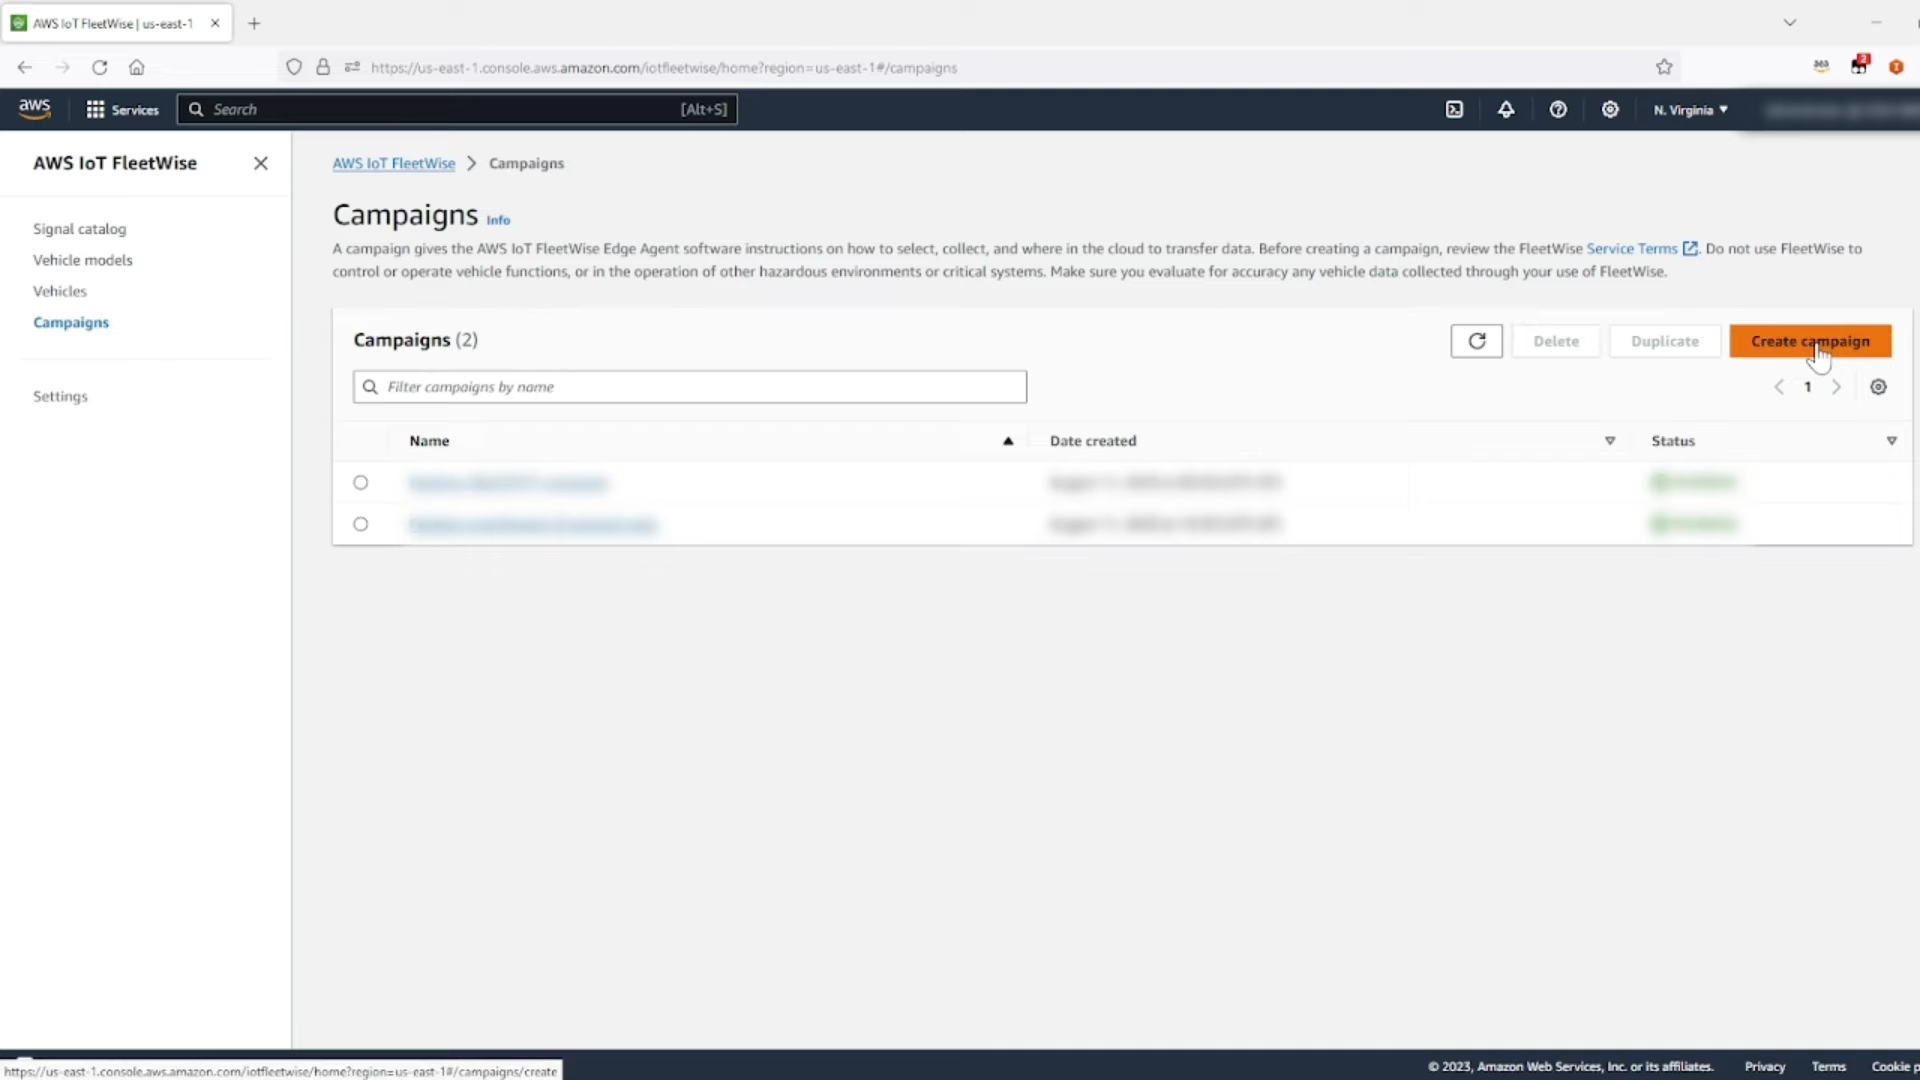 AWS IoT FleetWise | us-east-1
https://us-east-1.console.aws.amazon.com/iotfleetwise/home?region=us-east-1#/campaigns
2
aws Services Search [Alt+S] N. Virginia
AWS IoT FleetWise
Signal catalog
Vehicle models
Vehicles
Campaigns
Settings
AWS IoT FleetWise > Campaigns
Campaigns Info
A campaign gives the AWS IoT FleetWise Edge Agent software instructions on how to select, collect, and where in the cloud to transfer data. Before creating a campaign, review the FleetWise Service Terms. Do not use FleetWise to
control or operate vehicle functions, or in the operation of other hazardous environments or critical systems. Make sure you evaluate for accuracy any vehicle data collected through your use of FleetWise.
Campaigns (2) Delete Duplicate Create campaign
Filter campaigns by name 1
Name Date created Status
© 2023, Amazon Web Services, Inc. or its affiliates. Privacy Terms Cookie p
https://us-east-1.console.aws.amazon.com/iotfleetwise/home?region=us-east-1#/campaigns/create